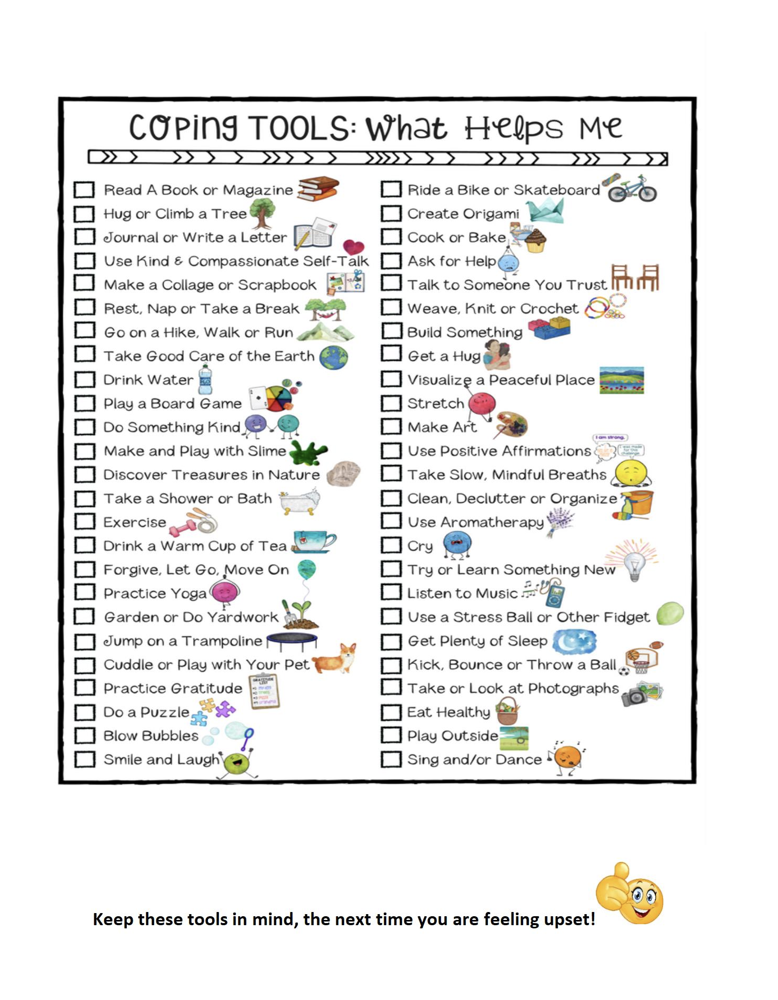 Coping TOOLS: What Helps Me
Read A Book or Magazine
Hug or Climb a Tree
Journal or Write a Letter
Use Kind & Compassionate Self-Talk
Make a Collage or Scrapbook
Rest, Nap or Take a Break
Go on a Hike, Walk or Run
Take Good Care of the Earth
Drink Water
Play a Board Game
Do Something Kind
Make and Play with Slime
Discover Treasures in Nature
Take a Shower or Bath
Exercise
Drink a Warm Cup of Tea
Forgive, Let Go, Move On
Practice Yoga
Garden or Do Yardwork
Jump on a Trampoline
Cuddle or Play with Your Pet
Practice Gratitude
GRATITUDE
LIST
Do a Puzzle
Blow Bubbles
Smile and Laugh
Ride a Bike or Skateboard
Create Origami
Cook or Bake
Ask for Help
Talk to Someone You Trust
Weave, Knit or Crochet
Build Something
Get a Hug
Visualize a Peaceful Place
Stretch
Make Art
I am strong.
I was made
for this
challenge.
Use Positive Affirmations
Take Slow, Mindful Breaths
Clean, Declutter or Organize
Use Aromatherapy
Cry
Try or Learn Something New
Listen to Music
Use a Stress Ball or Other Fidget
Get Plenty of Sleep
Kick, Bounce or Throw a Ball
Take or Look at Photographs
Eat Healthy
Play Outside
Sing and/or Dance
Keep these tools in mind, the next time you are feeling upset!